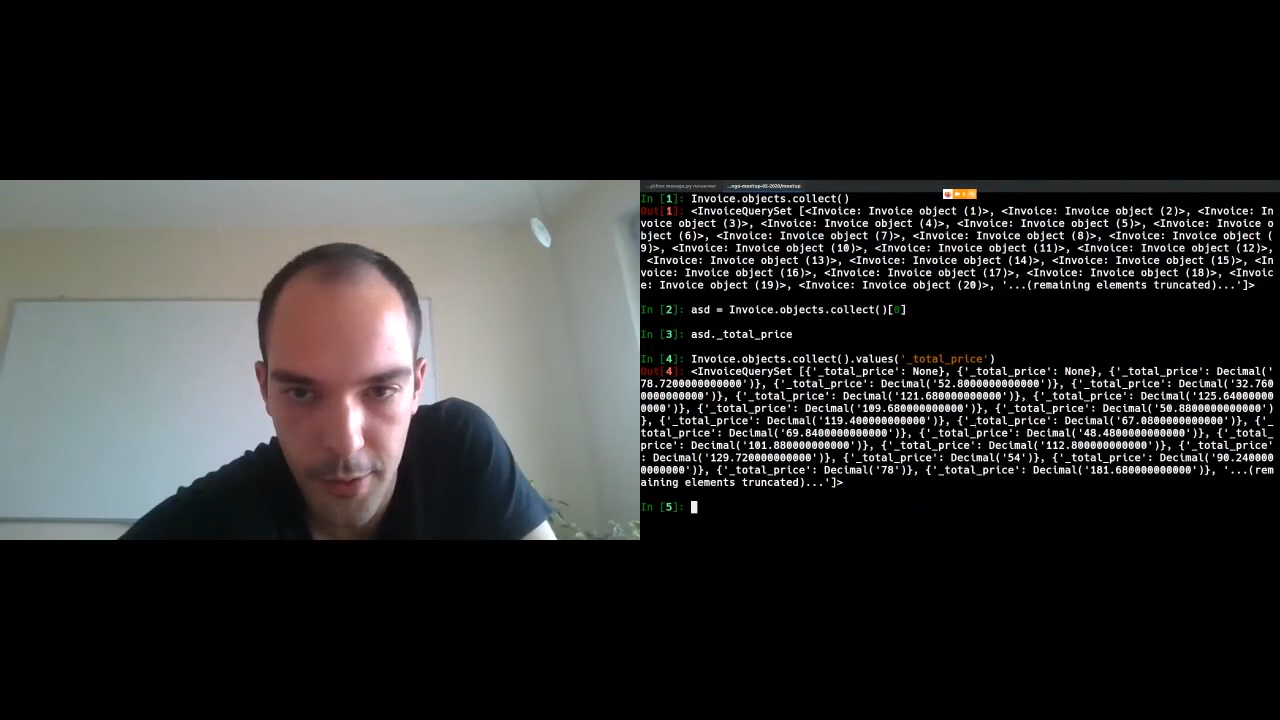 ...ython manage.py runserver ...ngo-meetup-05-2020/meetup
In [1]: Invoice.objects.collect()
Out[1]: <InvoiceQuerySet [<Invoice: Invoice object (1)>, <Invoice: Invoice object (2)>, <Invoice: In
voice object (3)>, <Invoice: Invoice object (4)>, <Invoice: Invoice object (5)>, <Invoice: Invoice o
bject (6)>, <Invoice: Invoice object (7)>, <Invoice: Invoice object (8)>, <Invoice: Invoice object (
9)>, <Invoice: Invoice object (10)>, <Invoice: Invoice object (11)>, <Invoice: Invoice object (12)>,
<Invoice: Invoice object (13)>, <Invoice: Invoice object (14)>, <Invoice: Invoice object (15)>, <In
voice: Invoice object (16)>, <Invoice: Invoice object (17)>, <Invoice: Invoice object (18)>, <Invoic
e: Invoice object (19)>, <Invoice: Invoice object (20)>, '...(remaining elements truncated)...']>
In [2]: asd = Invoice.objects.collect()[0]
In [3]: asd._total_price
In [4]: Invoice.objects.collect().values('_total_price')
Out[4]: <InvoiceQuerySet [{'_total_price': None}, {'_total_price': None}, {'_total_price': Decimal('
78.7200000000000')}, {'_total_price': Decimal('52.8000000000000')}, {'_total_price': Decimal('32.760
0000000000')}, {'_total_price': Decimal('121.680000000000')}, {'_total_price': Decimal('125.64000000
0000')}, {'_total_price': Decimal('109.680000000000')}, {'_total_price': Decimal('50.8800000000000')
}, {'_total_price': Decimal('119.400000000000')}, {'_total_price': Decimal('67.0800000000000')}, {'_
total_price': Decimal('69.8400000000000')}, {'_total_price': Decimal('48.4800000000000')}, {'_total_
price': Decimal('101.880000000000')}, {'_total_price': Decimal('112.800000000000')}, {'_total_price'
: Decimal('129.720000000000')}, {'_total_price': Decimal('54')}, {'_total_price': Decimal('90.240000
0000000')}, {'_total_price': Decimal('78')}, {'_total_price': Decimal('181.680000000000')}, '...(rem
aining elements truncated)...']>
In [5]: